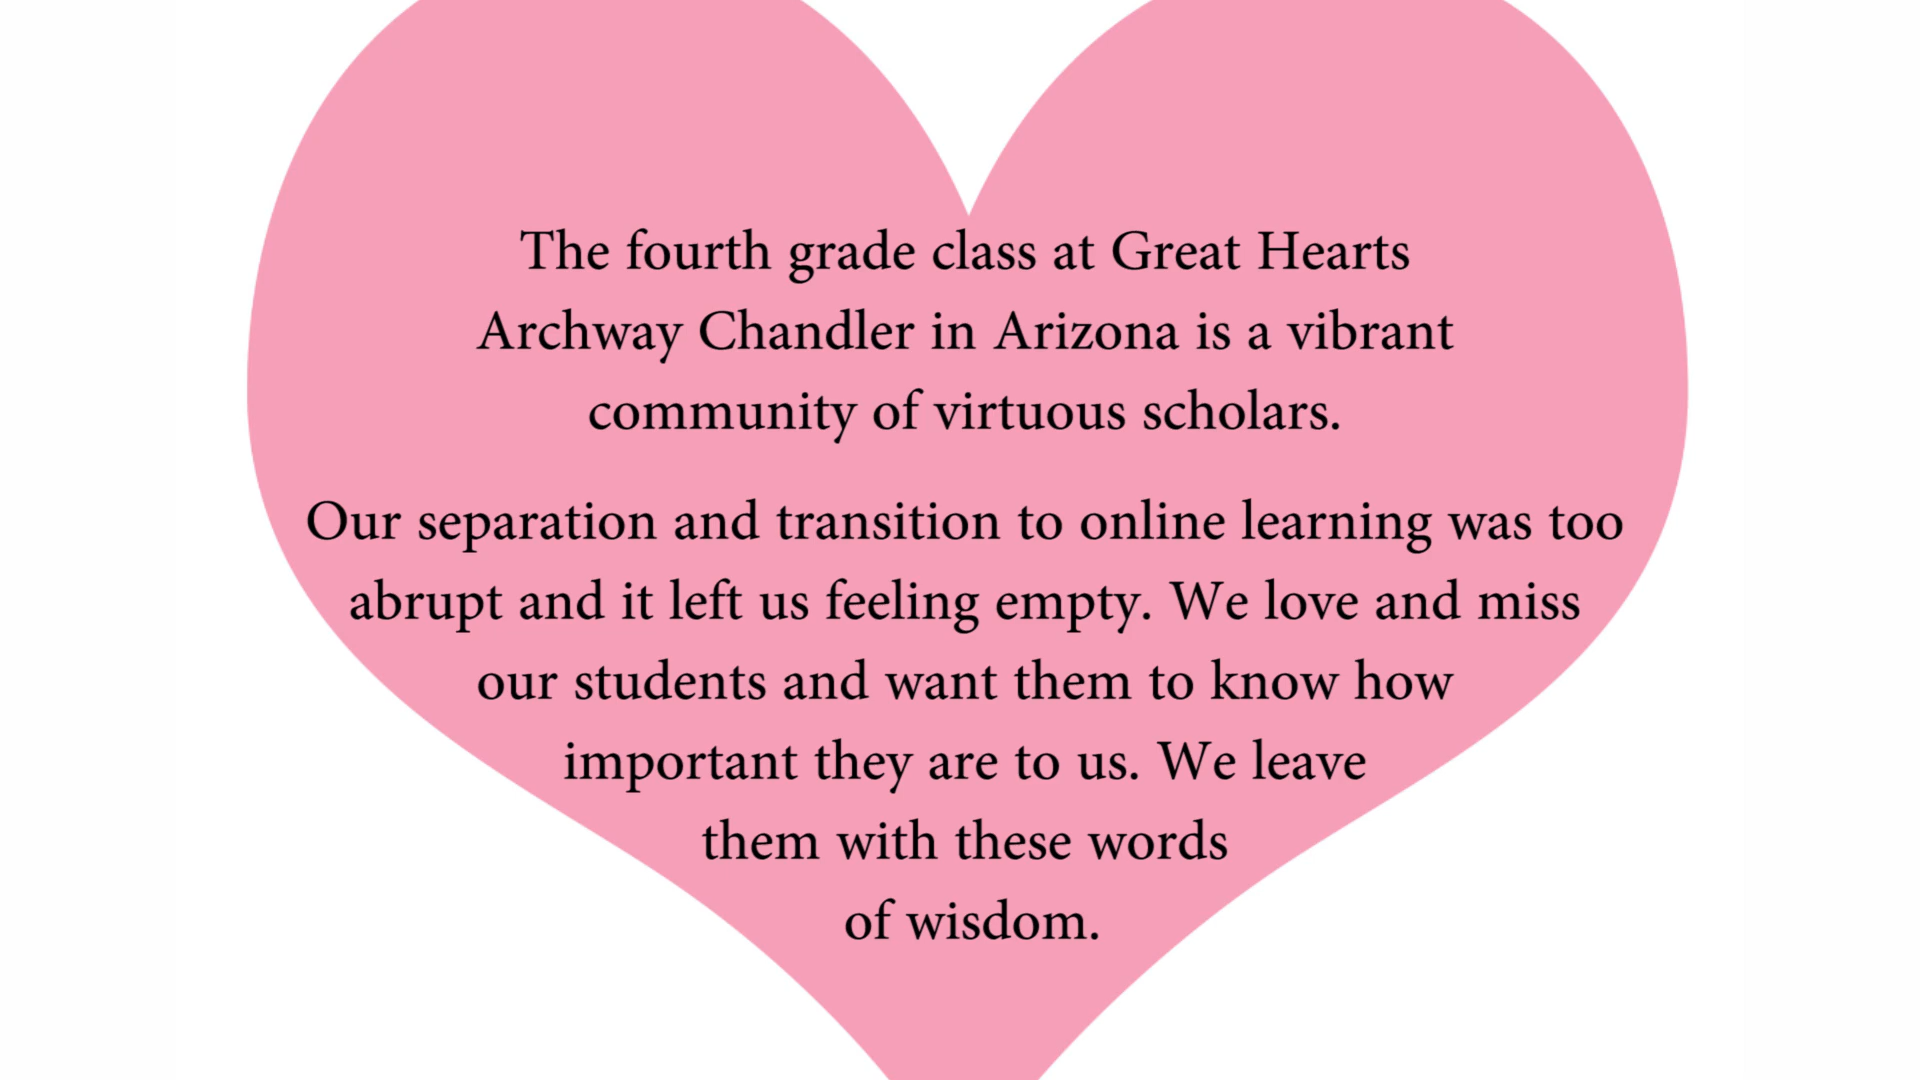 The fourth grade class at Great Hearts
Archway Chandler in Arizona is a vibrant
community of virtuous scholars.
Our separation and transition to online learning was too
abrupt and it left us feeling empty. We love and miss
our students and want them to know how
important they are to us. We leave
them with these words
of wisdom.